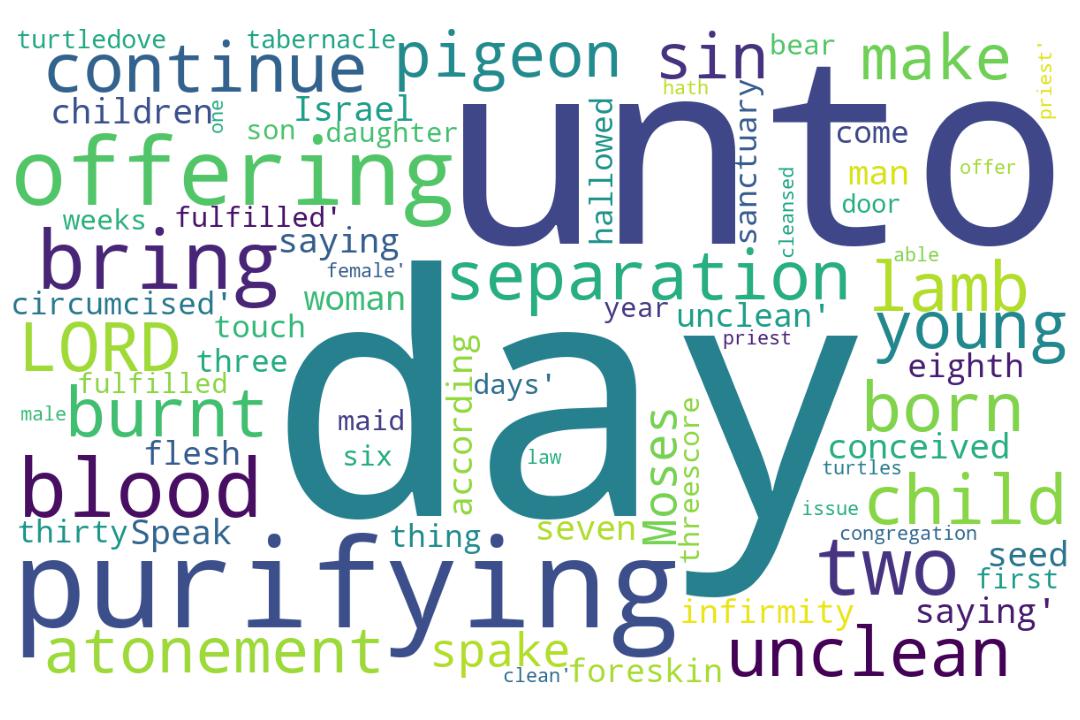 turtledove
tabernacle
continue
pigeon
sin
bear
make
priest'
hath
children
one
Israel
son
daughter
unto
hallowed
sanctuary
come
offering
man
offer
cleansed
door
weeks
fulfilled'
bring
saying
female'
separation
able
lamb
circumcised'
woman
day
year
unclean'
young
LORD
touch
three
priest
eighth
fulfilled
according
days'
male
burnt
maid
born
flesh
six
law
Moses
threescore
conceived
turtles
blood
child
issue
thirty
Speak
thing
seven
congregation
two
seed
first
purifying
infirmity
saying'
atonement
spake
clean'
foreskin
unclean